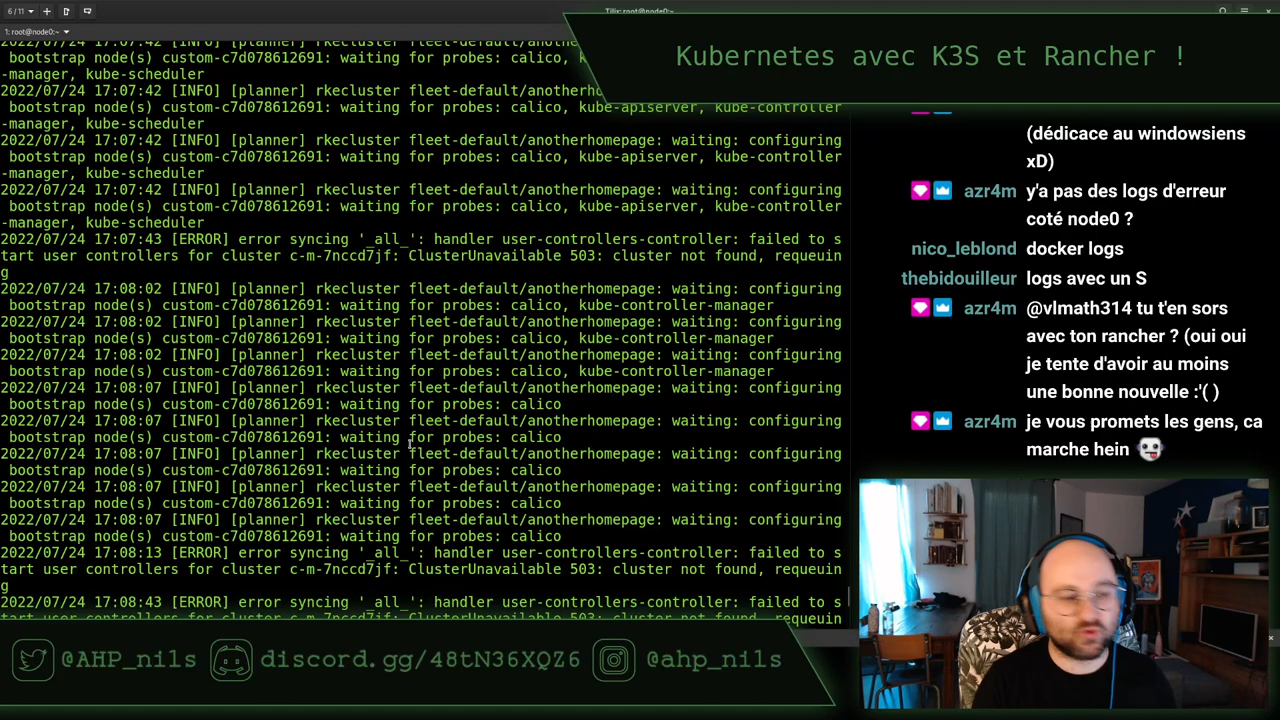 6 / 11
Tilix: root@node0:~
1: root@node0:~
Kubernetes avec K3S et Rancher !
2022/07/24 17:07:42 [INFO] [planner] rkecluster fleet-default/anothe
bootstrap node(s) custom-c7d078612691: waiting for probes: calico, k
-manager, kube-scheduler
2022/07/24 17:07:42 [INFO] [planner] rkecluster fleet-default/anotherh
bootstrap node(s) custom-c7d078612691: waiting for probes: calico, kube-apiserver, kube-controller
-manager, kube-scheduler
2022/07/24 17:07:42 [INFO] [planner] rkecluster fleet-default/anotherhomepage: waiting: configuring
bootstrap node(s) custom-c7d078612691: waiting for probes: calico, kube-apiserver, kube-controller
-manager, kube-scheduler
2022/07/24 17:07:42 [INFO] [planner] rkecluster fleet-default/anotherhomepage: waiting: configuring
bootstrap node(s) custom-c7d078612691: waiting for probes: calico, kube-apiserver, kube-controller
-manager, kube-scheduler
2022/07/24 17:07:43 [ERROR] error syncing '_all_': handler user-controllers-controller: failed to s
tart user controllers for cluster c-m-7nccd7jf: ClusterUnavailable 503: cluster not found, requeuin
g
2022/07/24 17:08:02 [INFO] [planner] rkecluster fleet-default/anotherhomepage: waiting: configuring
bootstrap node(s) custom-c7d078612691: waiting for probes: calico, kube-controller-manager
2022/07/24 17:08:02 [INFO] [planner] rkecluster fleet-default/anotherhomepage: waiting: configuring
bootstrap node(s) custom-c7d078612691: waiting for probes: calico, kube-controller-manager
2022/07/24 17:08:02 [INFO] [planner] rkecluster fleet-default/anotherhomepage: waiting: configuring
bootstrap node(s) custom-c7d078612691: waiting for probes: calico, kube-controller-manager
2022/07/24 17:08:07 [INFO] [planner] rkecluster fleet-default/anotherhomepage: waiting: configuring
bootstrap node(s) custom-c7d078612691: waiting for probes: calico
2022/07/24 17:08:07 [INFO] [planner] rkecluster fleet-default/anotherhomepage: waiting: configuring
bootstrap node(s) custom-c7d078612691: waiting for probes: calico
2022/07/24 17:08:07 [INFO] [planner] rkecluster fleet-default/anotherhomepage: waiting: configuring
bootstrap node(s) custom-c7d078612691: waiting for probes: calico
2022/07/24 17:08:07 [INFO] [planner] rkecluster fleet-default/anotherhomepage: waiting: configuring
bootstrap node(s) custom-c7d078612691: waiting for probes: calico
2022/07/24 17:08:07 [INFO] [planner] rkecluster fleet-default/anotherhomepage: waiting: configuring
bootstrap node(s) custom-c7d078612691: waiting for probes: calico
2022/07/24 17:08:13 [ERROR] error syncing '_all_': handler user-controllers-controller: failed to s
tart user controllers for cluster c-m-7nccd7jf: ClusterUnavailable 503: cluster not found, requeuin
g
2022/07/24 17:08:43 [ERROR] error syncing '_all_': handler user-controllers-controller: failed to s
tart user controllers for cluster c-m-7nccd7jf: ClusterUnavailable 503: cluster not found, requeuin
(dédicace au windowsiens
xD)
azr4m y'a pas des logs d'erreur
coté node0 ?
nico_leblond docker logs
thebidouilleur logs avec un S
azr4m @vlmath314 tu t'en sors
avec ton rancher ? (oui oui
je tente d'avoir au moins
une bonne nouvelle :'( )
azr4m je vous promets les gens, ca
marche hein
@AHP_nils discord.gg/48tN36XQZ6 @ahp_nils